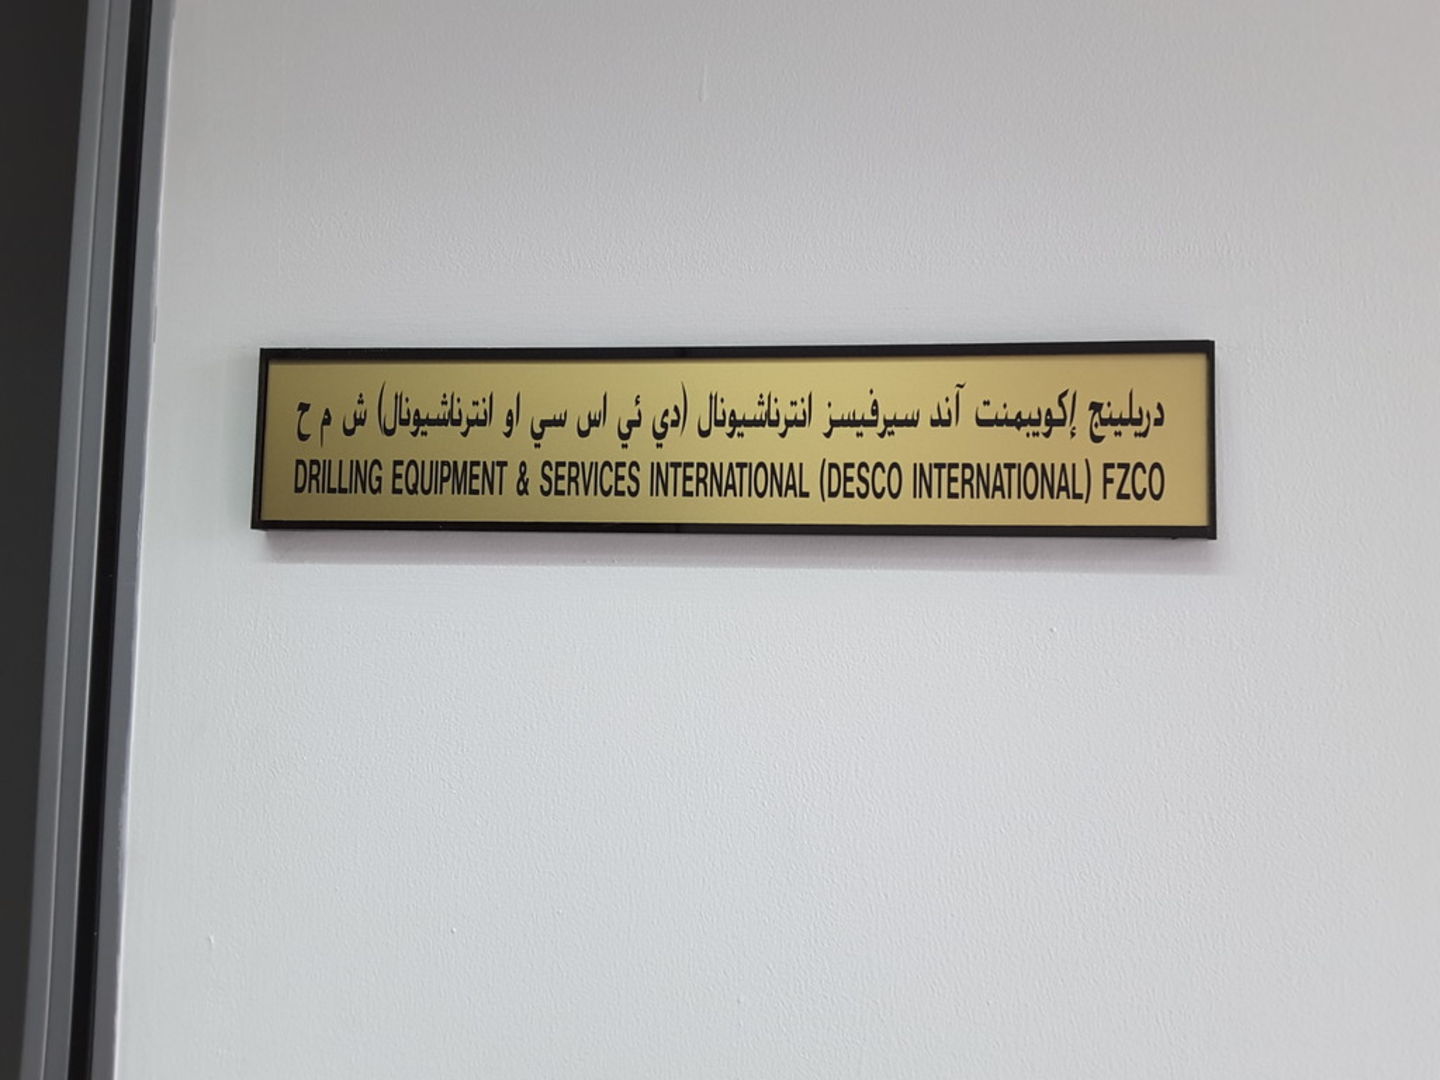 دريلينج إكويبمنت آند سيرفيسز انترناشيونال (دي ئي اس سي او انترناشيونال) ش م ح
DRILLING EQUIPMENT & SERVICES INTERNATIONAL (DESCO INTERNATIONAL) FZCO